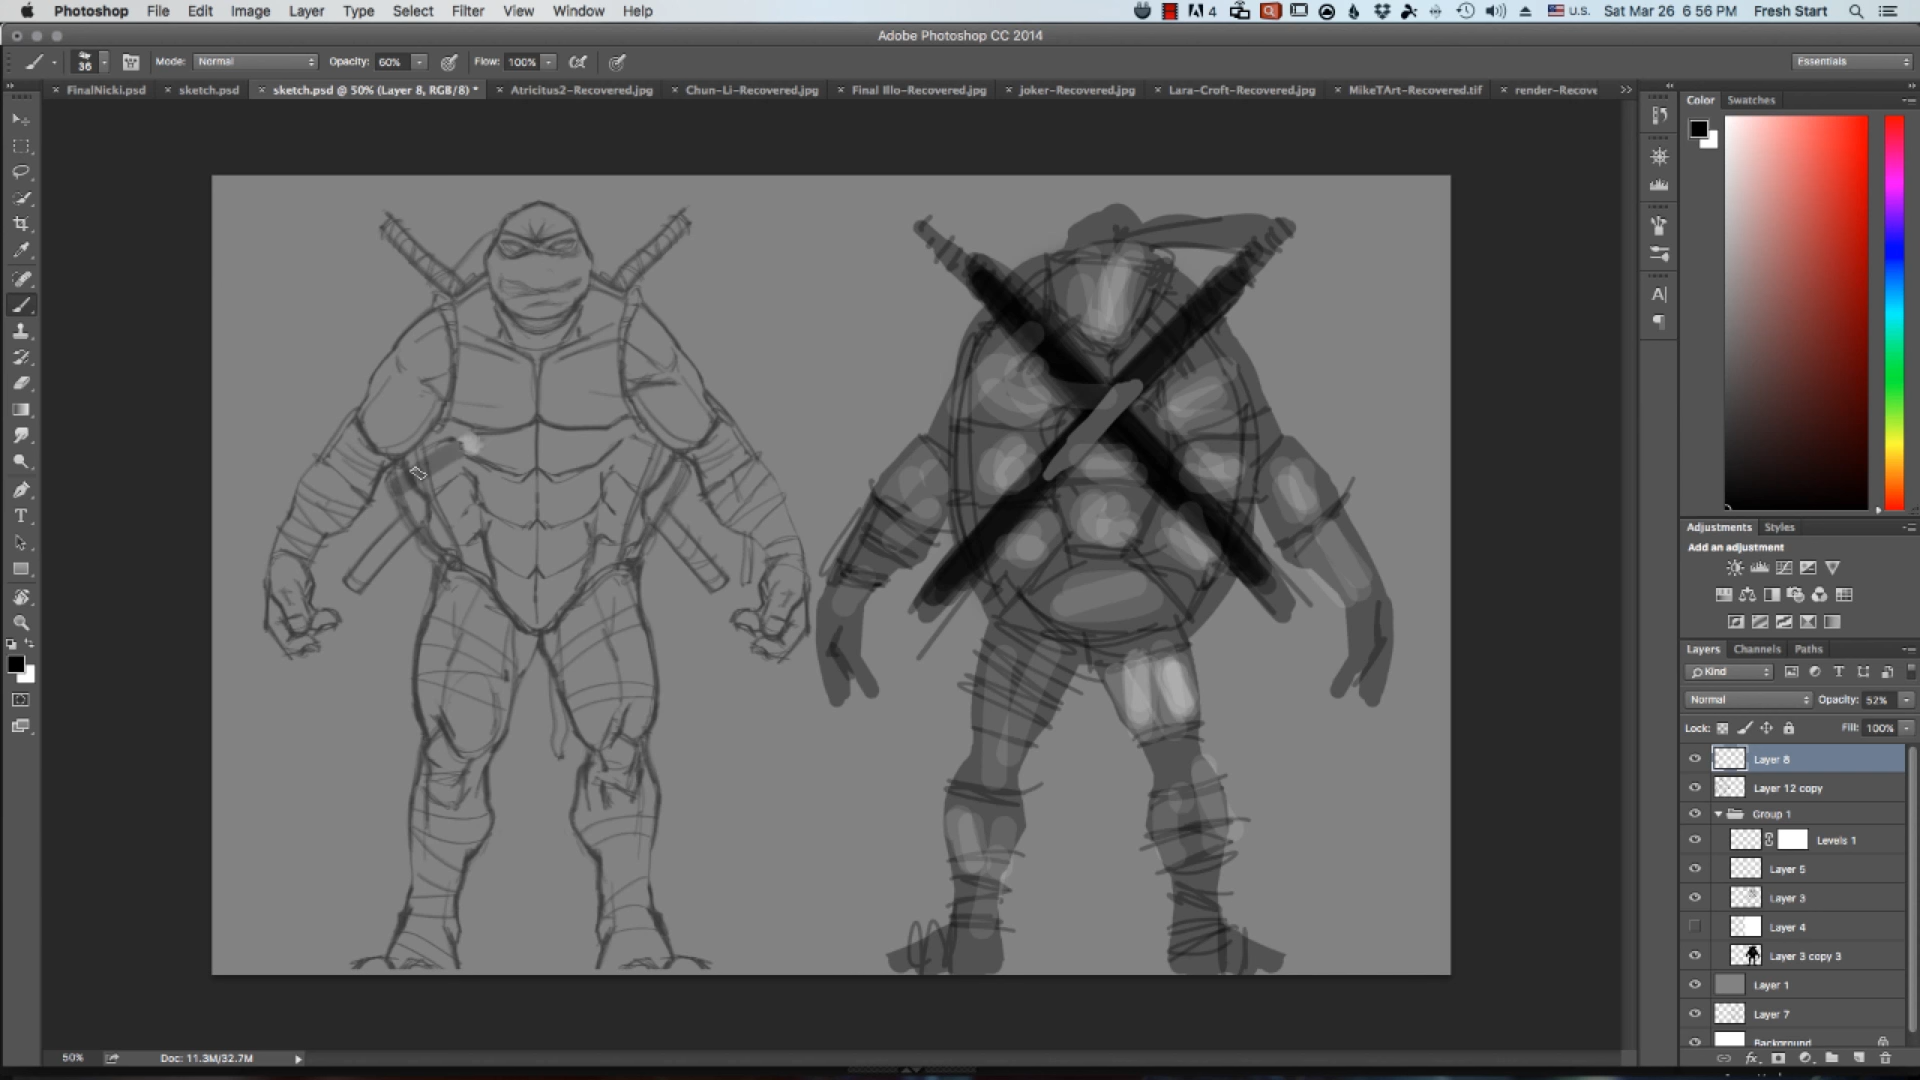 Photoshop File Edit Image Layer Type Select Filter View Window Help 4 U.S. Sat Mar 26 6 56 PM Fresh Start
Adobe Photoshop CC 2014
36 Mode: Normal Opacity: 60% Flow: 100% Essentials
× FinalNicki.psd × sketch.psd × sketch.psd @ 50% (Layer 8, RGB/8) * × Atricitus2-Recovered.jpg × Chun-Li-Recovered.jpg × Final Illo-Recovered.jpg × joker-Recovered.jpg × Lara-Croft-Recovered.jpg × MikeTArt-Recovered.tif × render-Recove
Color Swatches
Adjustments Styles
Add an adjustment
Layers Channels Paths
Kind
Normal Opacity: 52%
Lock: Fill: 100%
Layer 8
Layer 12 copy
Group 1
Levels 1
Layer 5
Layer 3
Layer 4
Layer 3 copy 3
Layer 1
Layer 7
Background
50% Doc: 11.3M/32.7M